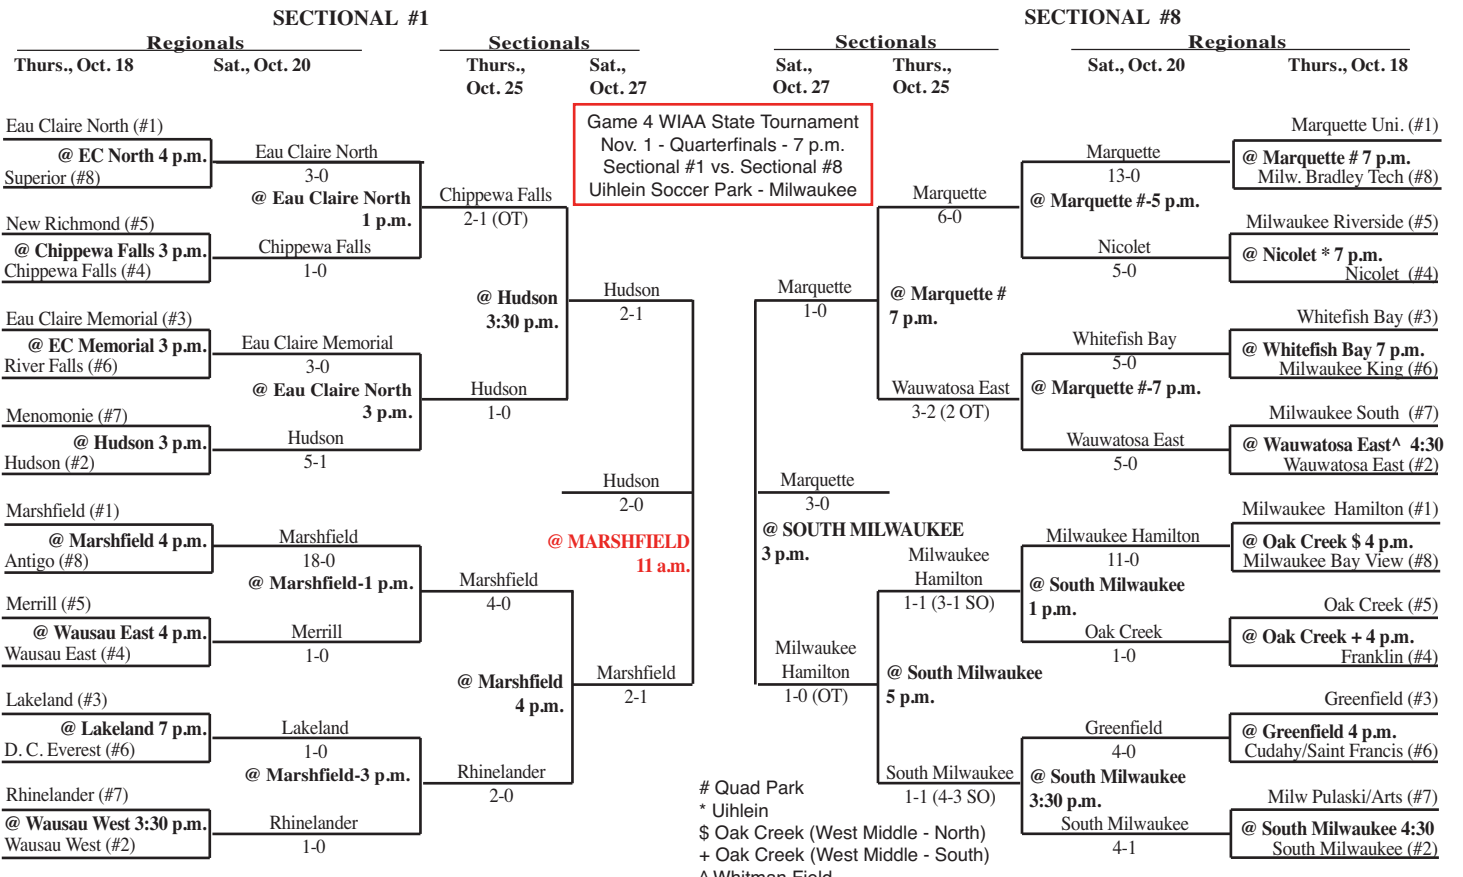 SECTIONAL #1
Regionals
Sectionals
Thurs., Oct. 18
Sat., Oct. 20
Thurs.,
Oct. 25
Sat.,
Oct. 27
Eau Claire North (#1)
@ EC North 4 p.m.
Superior (#8)
New Richmond (#5)
@ Chippewa Falls 3 p.m.
Chippewa Falls (#4)
Eau Claire Memorial (#3)
@ EC Memorial 3 p.m.
River Falls (#6)
Menomonie (#7)
@ Hudson 3 p.m.
Hudson (#2)
Marshfield (#1)
@ Marshfield 4 p.m.
Antigo (#8)
Merrill (#5)
@ Wausau East 4 p.m.
Wausau East (#4)
Lakeland (#3)
@ Lakeland 7 p.m.
D. C. Everest (#6)
Rhinelander (#7)
@ Wausau West 3:30 p.m.
Wausau West (#2)
Eau Claire North
3-0
@ Eau Claire North
1 p.m.
Chippewa Falls
1-0
Eau Claire Memorial
3-0
@ Eau Claire North
3 p.m.
Hudson
5-1
Marshfield
18-0
@ Marshfield-1 p.m.
Merrill
1-0
Lakeland
1-0
@ Marshfield-3 p.m.
Rhinelander
1-0
Chippewa Falls
2-1 (OT)
@ Hudson
3:30 p.m.
Hudson
1-0
Marshfield
4-0
@ Marshfield
4 p.m.
Rhinelander
2-0
Hudson
2-1
Hudson
2-0
@ MARSHFIELD
11 a.m.
Marshfield
2-1
Game 4 WIAA State Tournament
Nov. 1 - Quarterfinals - 7 p.m.
Sectional #1 vs. Sectional #8
Uihlein Soccer Park - Milwaukee
SECTIONAL #8
Sectionals
Regionals
Sat.,
Oct. 27
Thurs.,
Oct. 25
Sat., Oct. 20
Thurs., Oct. 18
Marquette
1-0
Marquette
3-0
@ SOUTH MILWAUKEE
3 p.m.
Milwaukee
Hamilton
1-0 (OT)
Marquette
6-0
@ Marquette #
7 p.m.
Wauwatosa East
3-2 (2 OT)
Milwaukee
Hamilton
1-1 (3-1 SO)
@ South Milwaukee
5 p.m.
South Milwaukee
1-1 (4-3 SO)
Marquette
13-0
@ Marquette #-5 p.m.
Nicolet
5-0
Whitefish Bay
5-0
@ Marquette #-7 p.m.
Wauwatosa East
5-0
Milwaukee Hamilton
11-0
@ South Milwaukee
1 p.m.
Oak Creek
1-0
Greenfield
4-0
@ South Milwaukee
3:30 p.m.
South Milwaukee
4-1
Marquette Uni. (#1)
@ Marquette # 7 p.m.
Milw. Bradley Tech (#8)
Milwaukee Riverside (#5)
@ Nicolet * 7 p.m.
Nicolet (#4)
Whitefish Bay (#3)
@ Whitefish Bay 7 p.m.
Milwaukee King (#6)
Milwaukee South (#7)
@ Wauwatosa East^ 4:30
Wauwatosa East (#2)
Milwaukee Hamilton (#1)
@ Oak Creek $ 4 p.m.
Milwaukee Bay View (#8)
Oak Creek (#5)
@ Oak Creek + 4 p.m.
Franklin (#4)
Greenfield (#3)
@ Greenfield 4 p.m.
Cudahy/Saint Francis (#6)
Milw Pulaski/Arts (#7)
@ South Milwaukee 4:30
South Milwaukee (#2)
# Quad Park
* Uihlein
$ Oak Creek (West Middle - North)
+ Oak Creek (West Middle - South)
^ Whitman Field